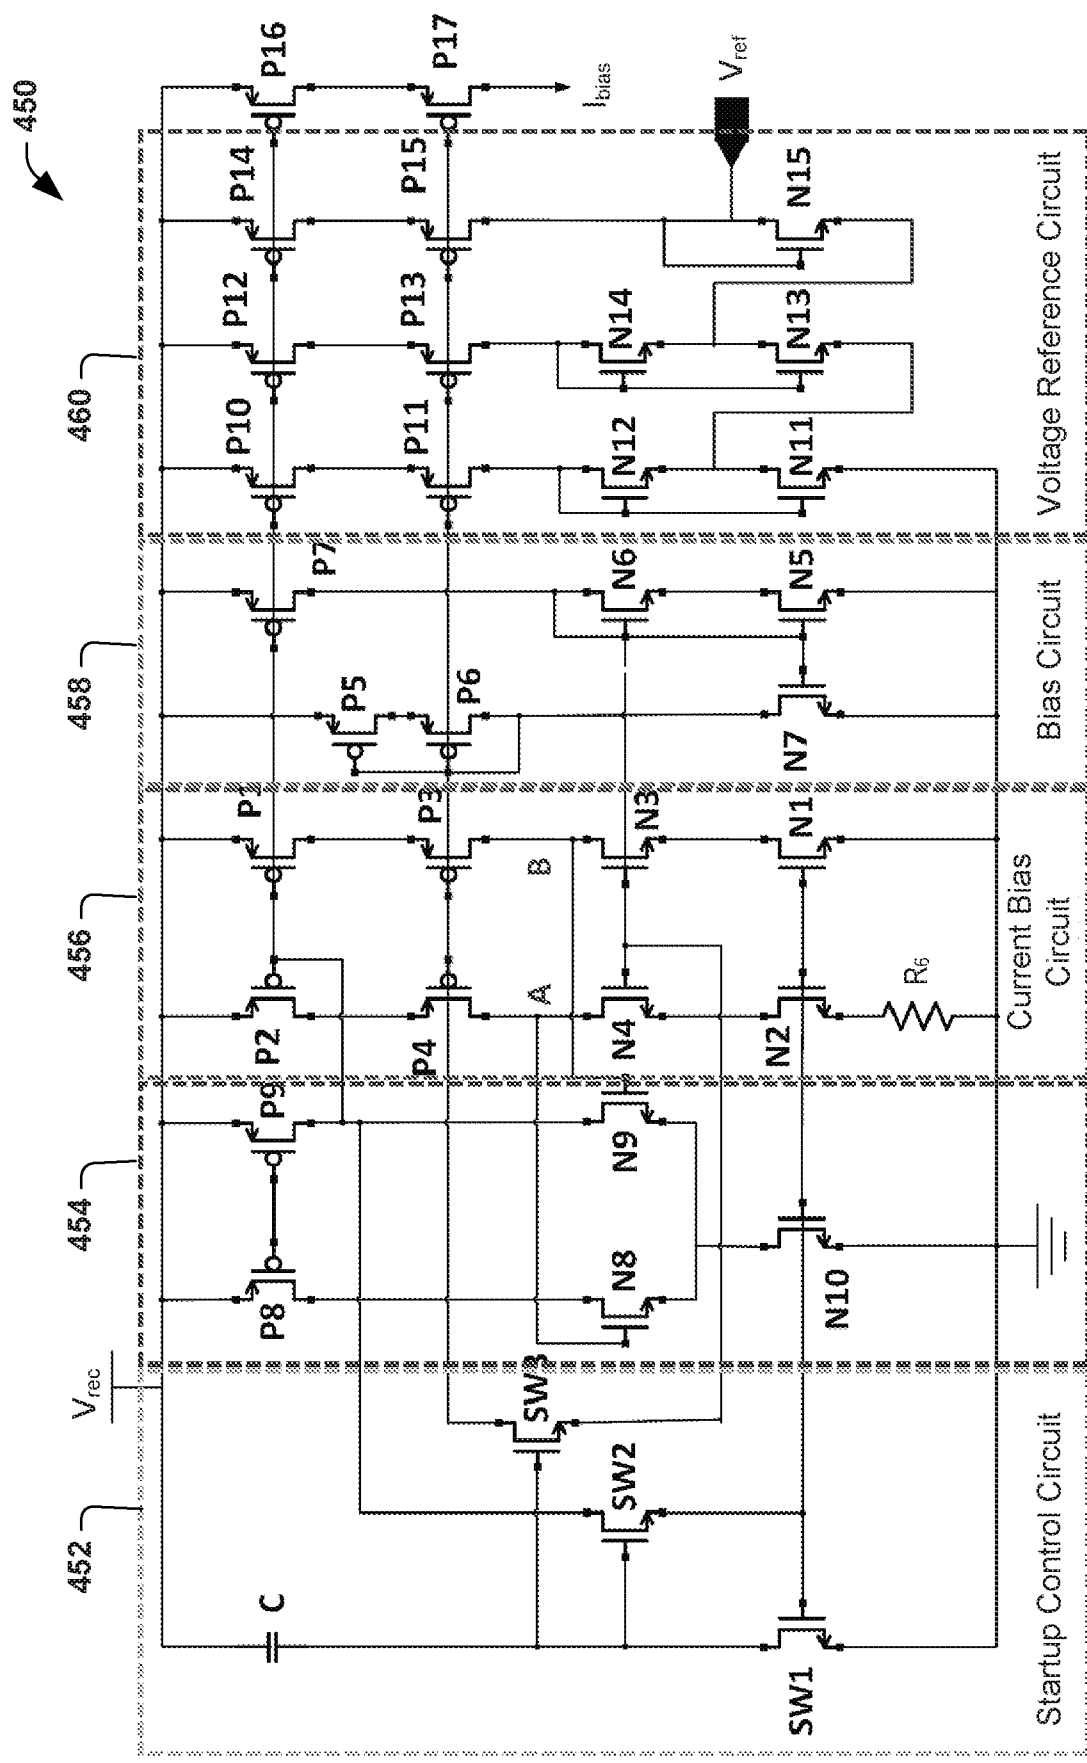 450
452
454
456
458
460
Vrec
C
SW1
SW2
SW3
P8
P9
N8
N9
N10
P2
P1
P4
P3
A
B
N4
N3
N2
N1
R6
P5
P6
P7
N6
N7
N5
P10
P12
P14
P16
P11
P13
P15
P17
N12
N14
N11
N13
N15
Ibias
Vref
Startup Control Circuit
Current Bias
Circuit
Bias Circuit
Voltage Reference Circuit